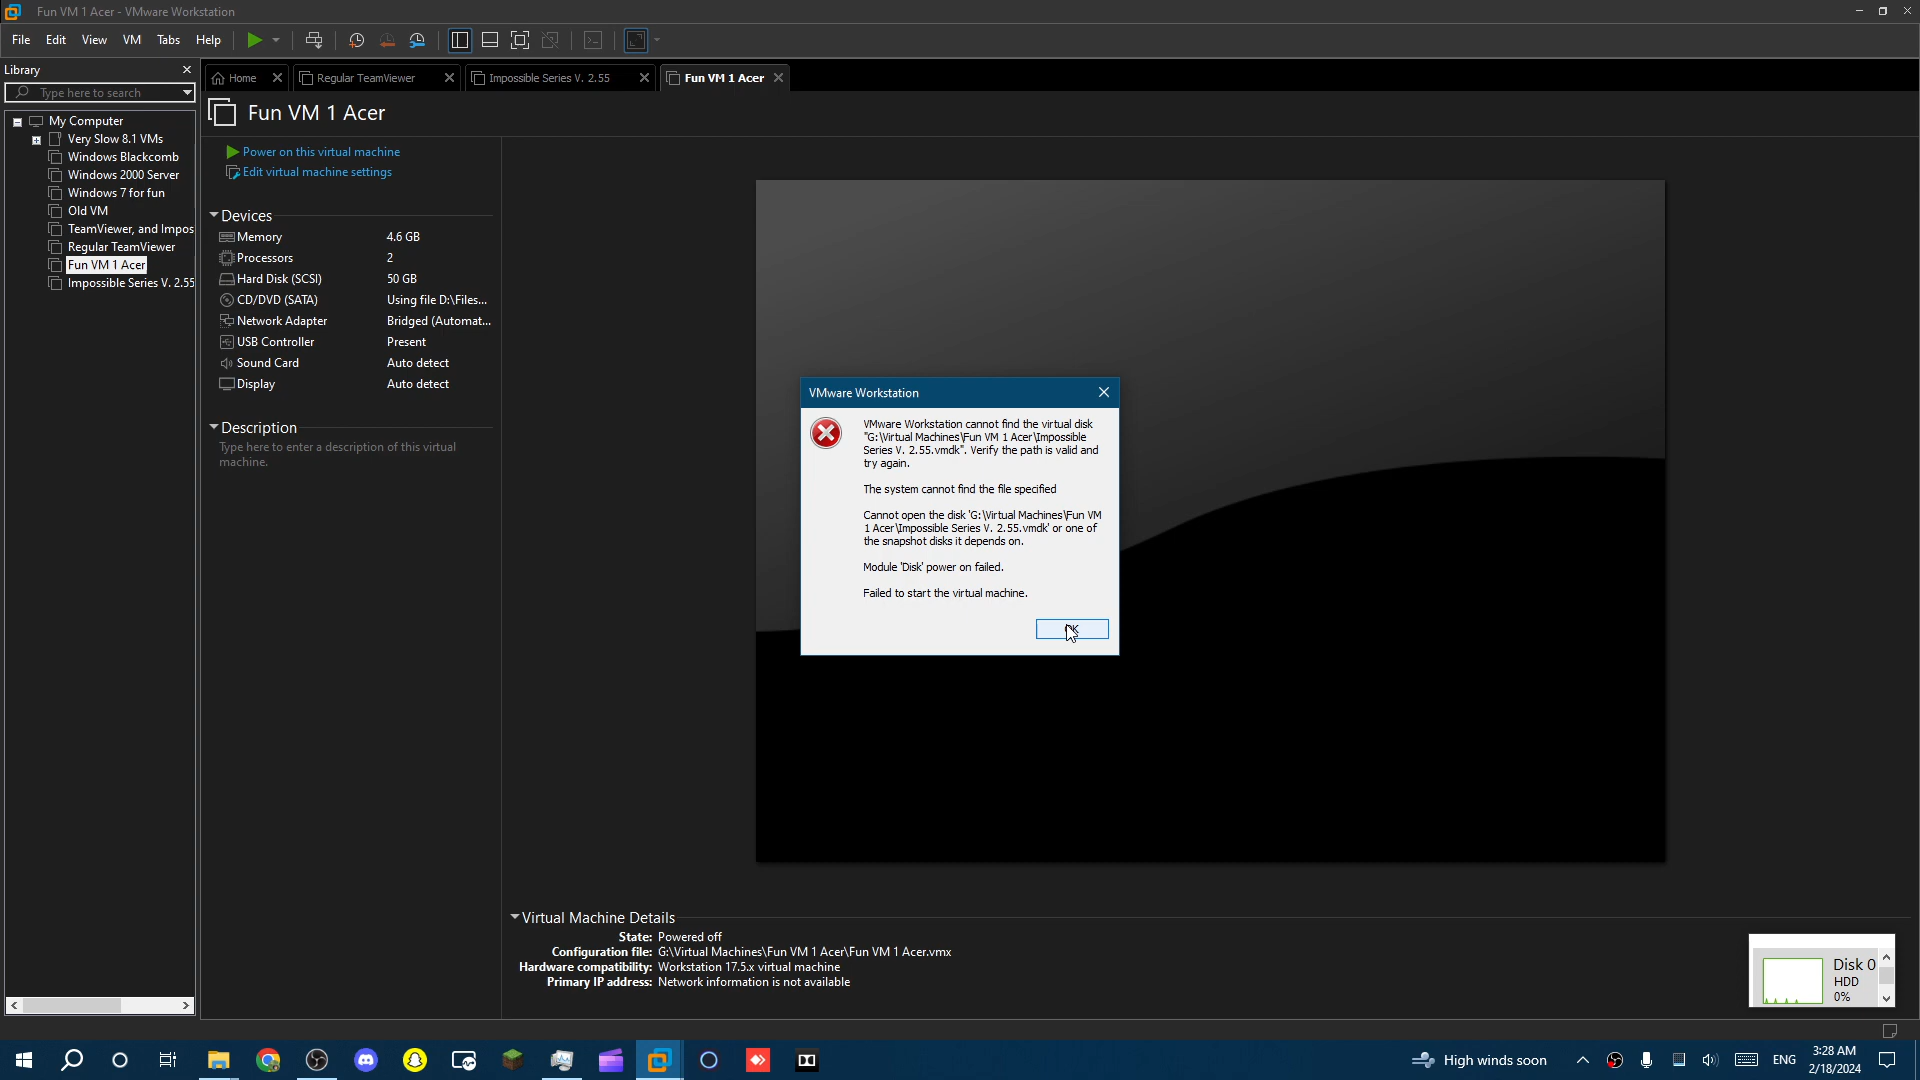 Fun VM 1 Acer - VMware Workstation
File Edit View VM Tabs Help
Library
Type here to search
My Computer
Very Slow 8.1 VMs
Windows Blackcomb
Windows 2000 Server
Windows 7 for fun
Old VM
TeamViewer, and Impos
Regular TeamViewer
Fun VM 1 Acer
Impossible Series V. 2.55
Home Regular TeamViewer Impossible Series V. 2.55 Fun VM 1 Acer
Fun VM 1 Acer
Power on this virtual machine
Edit virtual machine settings
Devices
Memory 4.6 GB
Processors 2
Hard Disk (SCSI) 50 GB
CD/DVD (SATA) Using file D:\Files...
Network Adapter Bridged (Automat...
USB Controller Present
Sound Card Auto detect
Display Auto detect
Description
Type here to enter a description of this virtual
machine.
VMware Workstation
VMware Workstation cannot find the virtual disk
"G:\Virtual Machines\Fun VM 1 Acer\Impossible
Series V. 2.55.vmdk". Verify the path is valid and
try again.
The system cannot find the file specified
Cannot open the disk 'G:\Virtual Machines\Fun VM
1 Acer\Impossible Series V. 2.55.vmdk' or one of
the snapshot disks it depends on.
Module 'Disk' power on failed.
Failed to start the virtual machine.
Virtual Machine Details
State: Powered off
Configuration file: G:\Virtual Machines\Fun VM 1 Acer\Fun VM 1 Acer.vmx
Hardware compatibility: Workstation 17.5.x virtual machine
Primary IP address: Network information is not available
Disk 0
HDD
0%
High winds soon
ENG
3:28 AM
2/18/2024